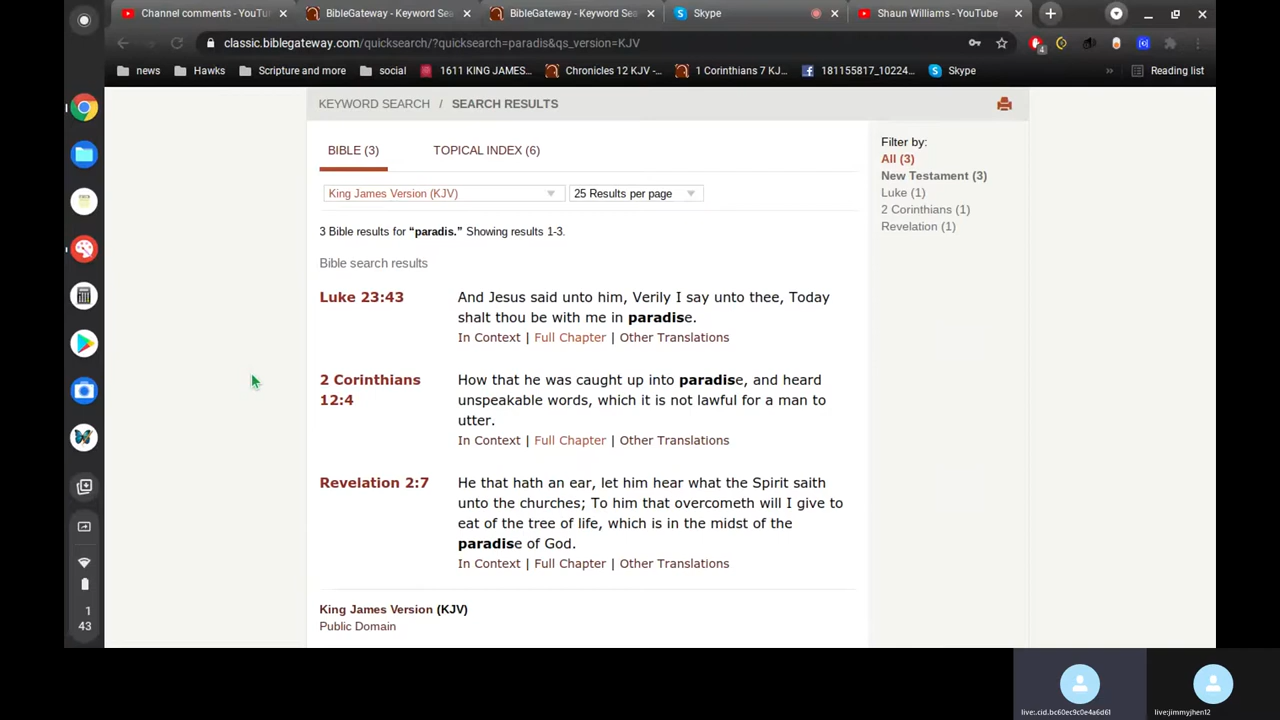 Channel comments - YouTu
BibleGateway - Keyword Sea
BibleGateway - Keyword Sea
Skype
Shaun Williams - YouTube
classic.biblegateway.com/quicksearch/?quicksearch=paradis&qs_version=KJV
4
news
Hawks
Scripture and more
social
1611 KING JAMES...
Chronicles 12 KJV -...
1 Corinthians 7 KJ...
181155817_10224...
Skype
»
Reading list
KEYWORD SEARCH / SEARCH RESULTS
BIBLE (3)
TOPICAL INDEX (6)
King James Version (KJV)
25 Results per page
3 Bible results for “paradis.” Showing results 1-3.
Bible search results
Luke 23:43
And Jesus said unto him, Verily I say unto thee, Today
shalt thou be with me in paradise.
In Context | Full Chapter | Other Translations
2 Corinthians
12:4
How that he was caught up into paradise, and heard
unspeakable words, which it is not lawful for a man to
utter.
In Context | Full Chapter | Other Translations
Revelation 2:7
He that hath an ear, let him hear what the Spirit saith
unto the churches; To him that overcometh will I give to
eat of the tree of life, which is in the midst of the
paradise of God.
In Context | Full Chapter | Other Translations
King James Version (KJV)
Public Domain
Filter by:
All (3)
New Testament (3)
Luke (1)
2 Corinthians (1)
Revelation (1)
1
43
live:.cid.bc60ec9c0e4a6d61
live:jimmyjhen12